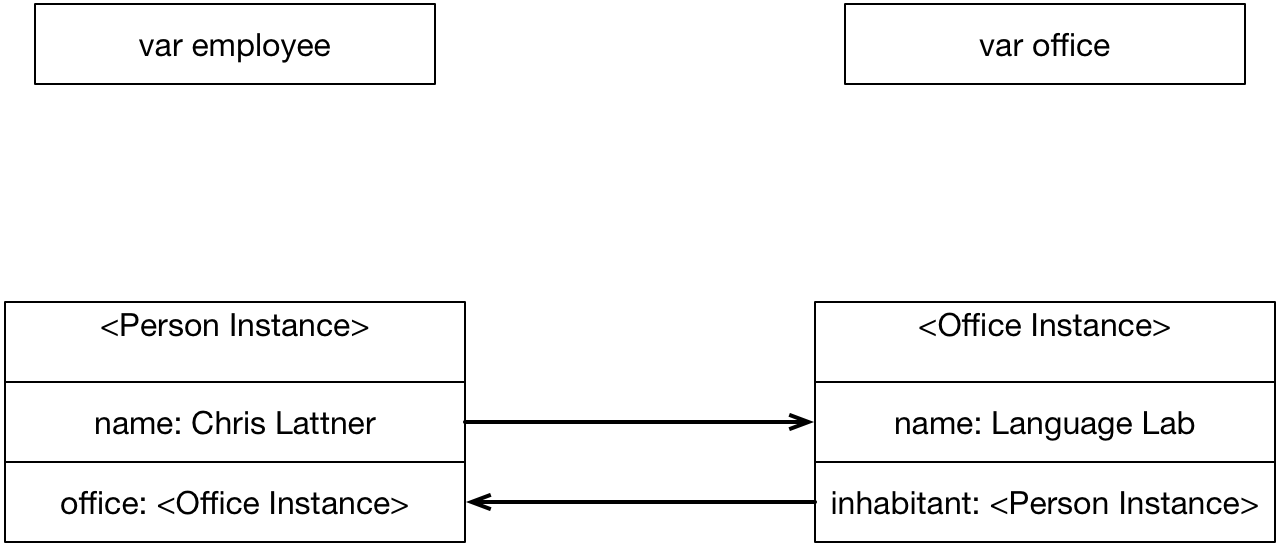 var employee
var office
<Person Instance>
<Office Instance>
name: Chris Lattner
name: Language Lab
office: <Office Instance>
inhabitant: <Person Instance>